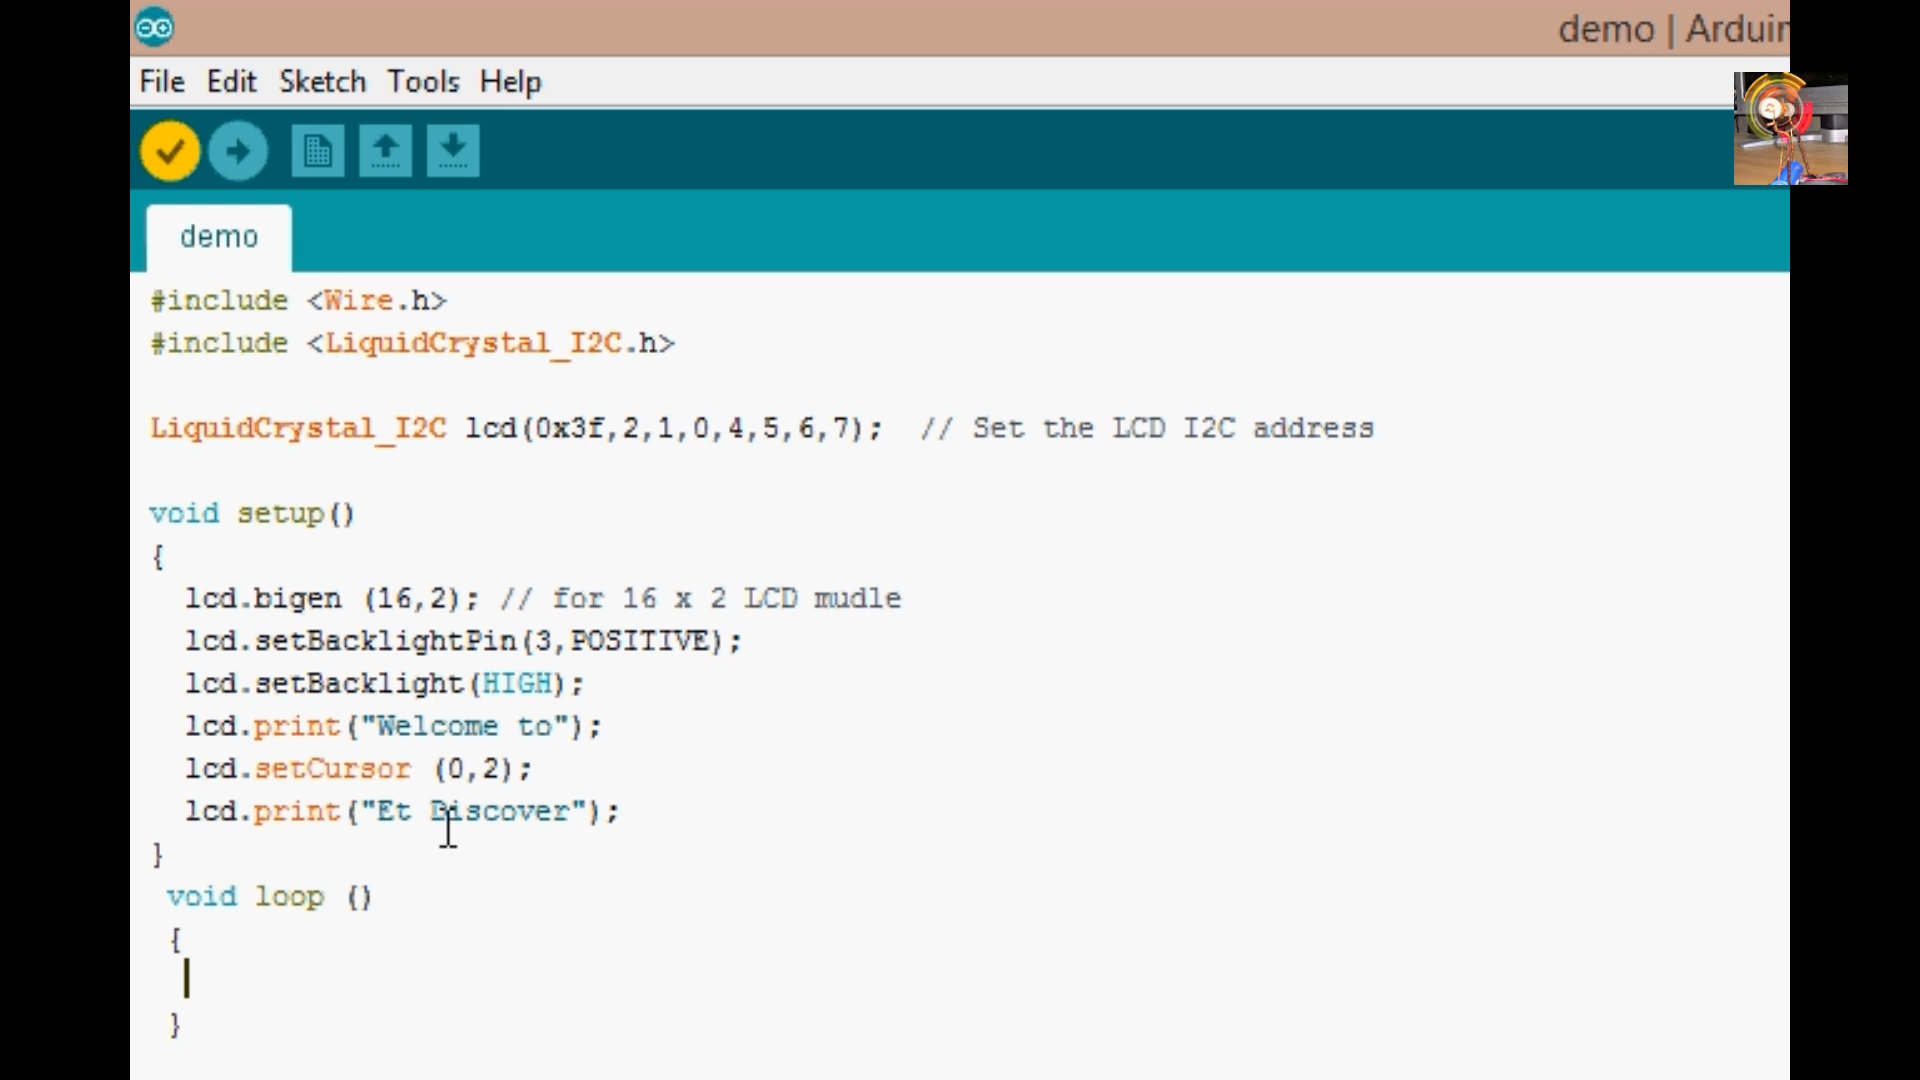 demo | Arduin
File Edit Sketch Tools Help
demo
#include <Wire.h>
#include <LiquidCrystal_I2C.h>
LiquidCrystal_I2C lcd(0x3f,2,1,0,4,5,6,7);  // Set the LCD I2C address
void setup()
{
  lcd.bigen (16,2); // for 16 x 2 LCD mudle
  lcd.setBacklightPin(3,POSITIVE);
  lcd.setBacklight(HIGH);
  lcd.print("Welcome to");
  lcd.setCursor (0,2);
  lcd.print("Et Discover");
}
 void loop ()
 {
 }